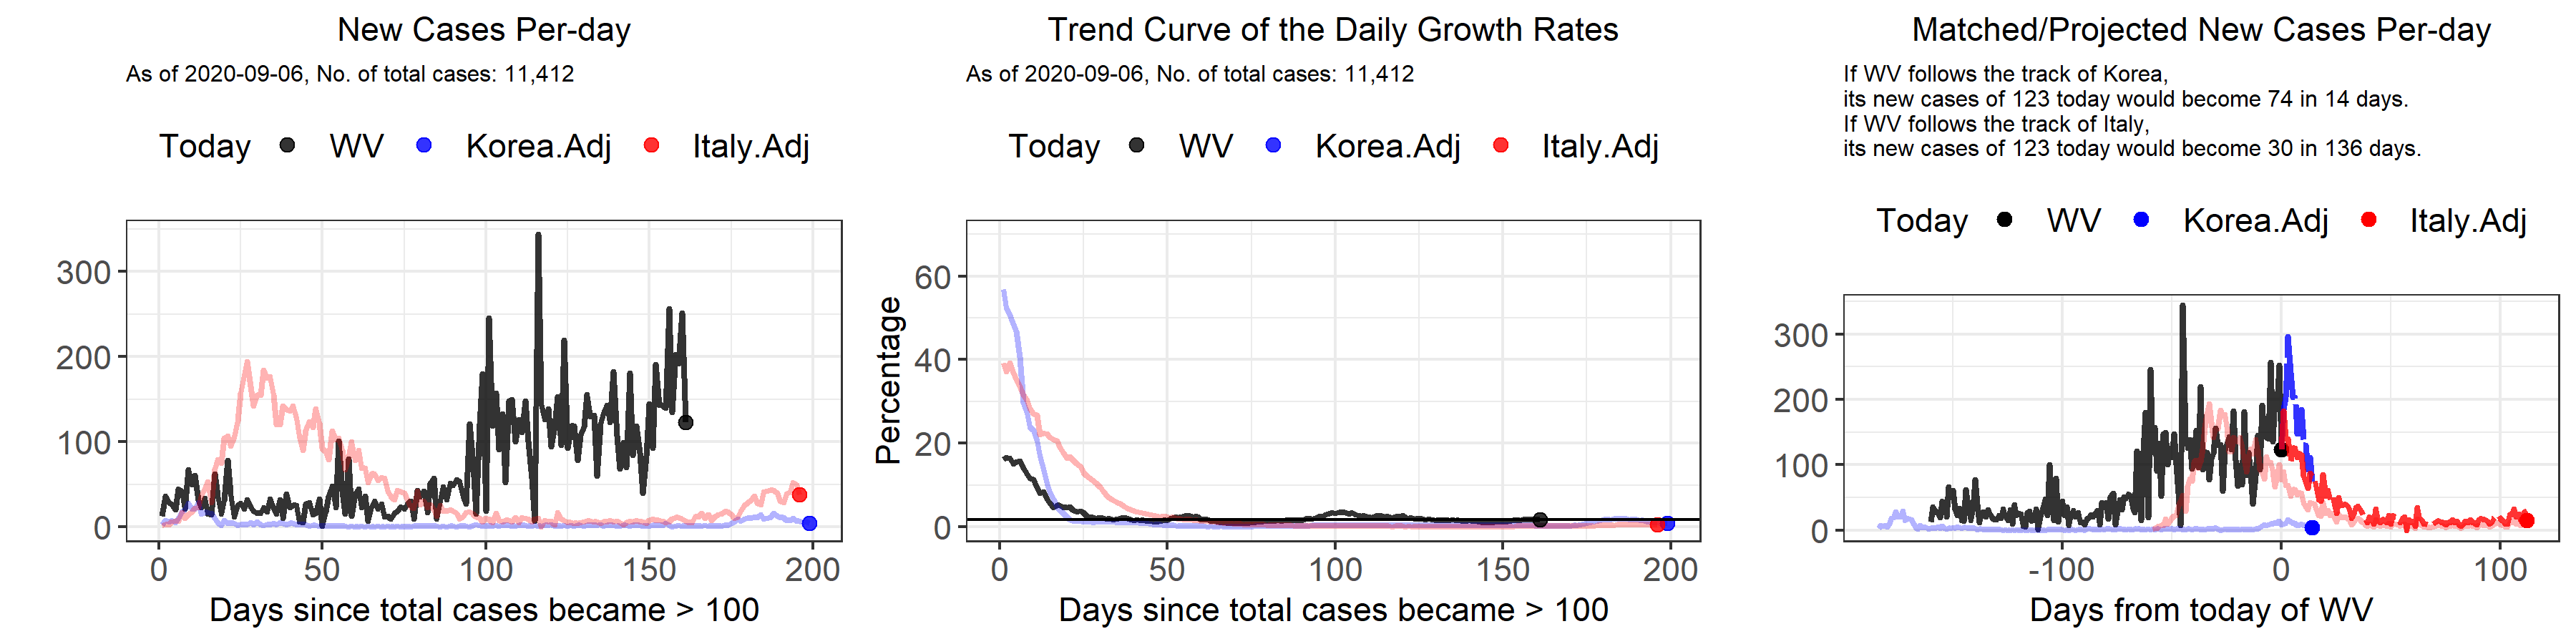 New Cases Per-day
As of 2020-09-06, No. of total cases: 11,412
Today WV Korea.Adj Italy.Adj
300
200
100
0
0 50 100 150 200
Days since total cases became > 100
Trend Curve of the Daily Growth Rates
As of 2020-09-06, No. of total cases: 11,412
Today WV Korea.Adj Italy.Adj
Percentage
60
40
20
0
0 50 100 150 200
Days since total cases became > 100
Matched/Projected New Cases Per-day
If WV follows the track of Korea,
its new cases of 123 today would become 74 in 14 days.
If WV follows the track of Italy,
its new cases of 123 today would become 30 in 136 days.
Today WV Korea.Adj Italy.Adj
300
200
100
0
-100 0 100
Days from today of WV